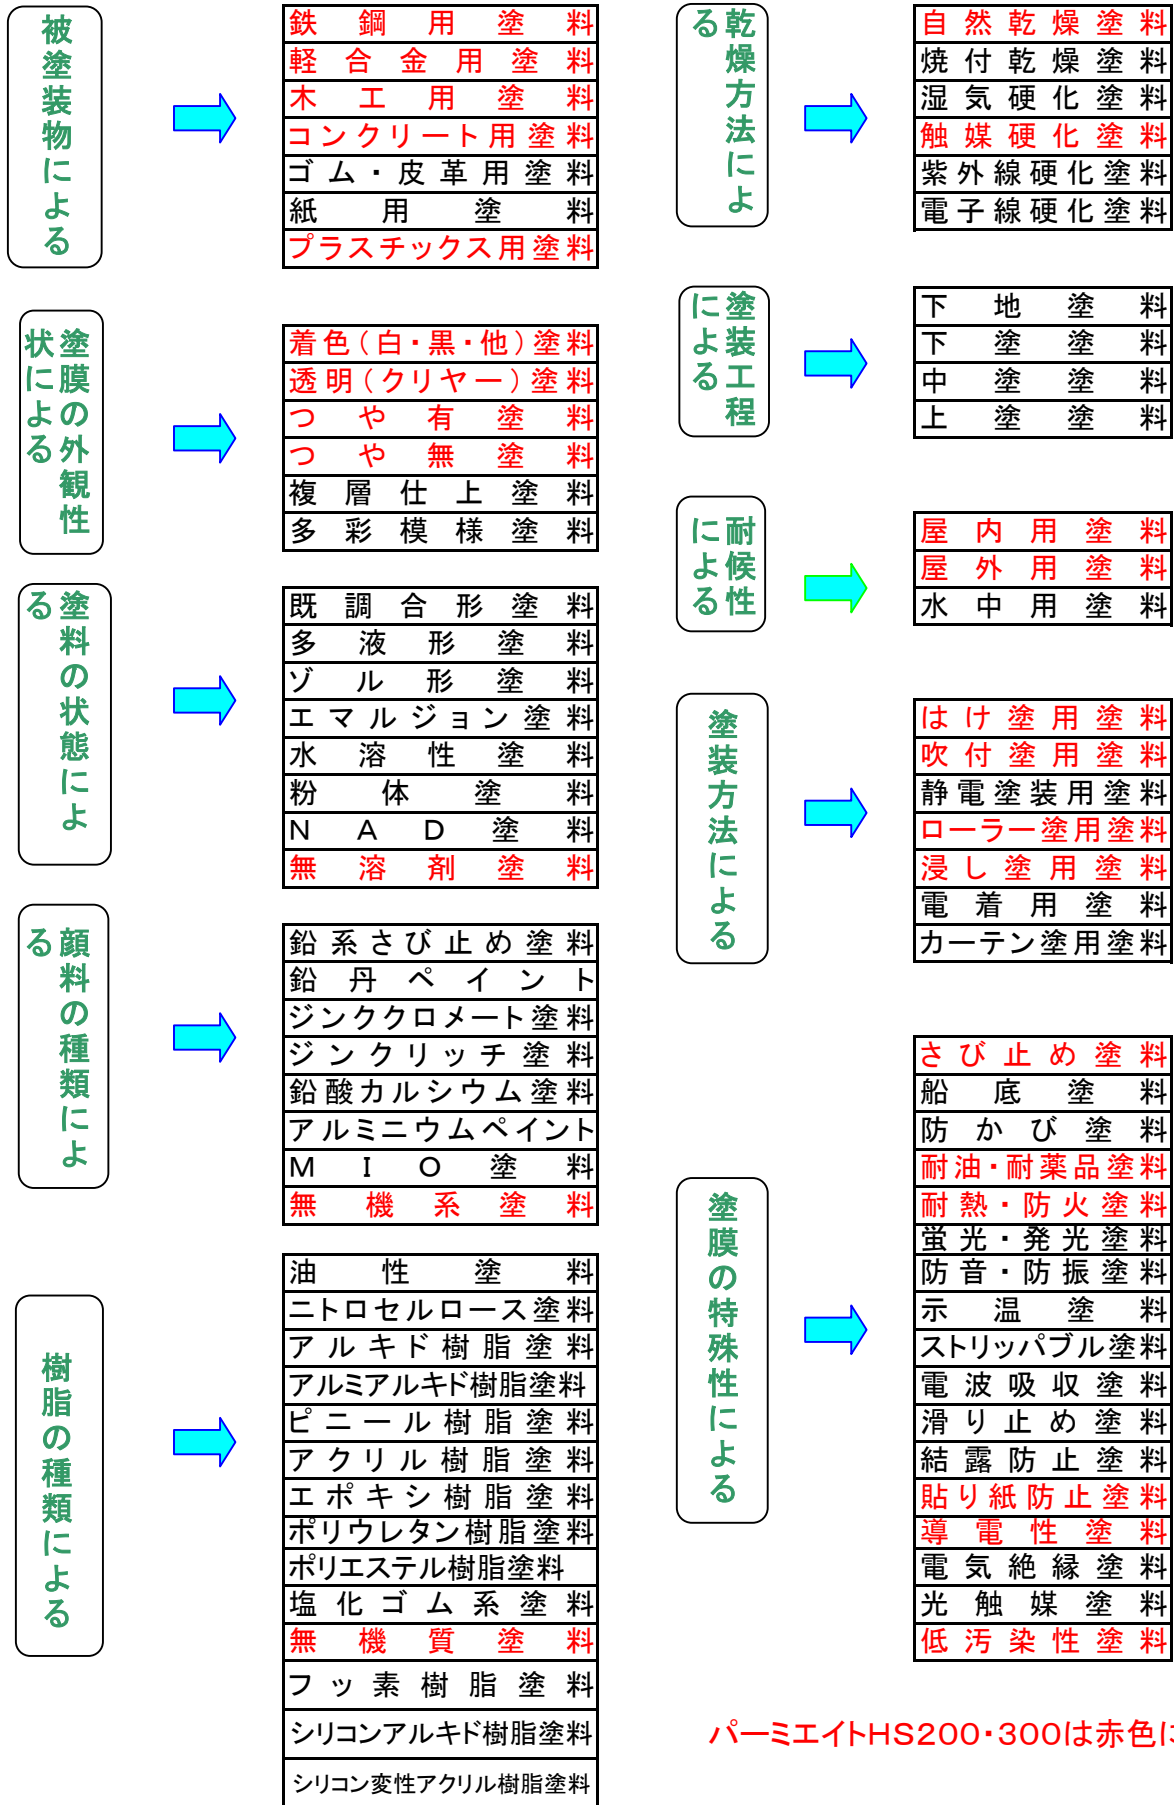 被塗装物による
鉄鋼用塗料
軽合金用塗料
木工用塗料
コンクリート用塗料
ゴム・皮革用塗料
紙用塗料
プラスチックス用塗料
塗膜の外観性
状による
着色(白・黒・他)塗料
透明(クリヤー)塗料
つや有塗料
つや無塗料
複層仕上塗料
多彩模様塗料
塗料の状態によ
る
既調合形塗料
多液形塗料
ゾル形塗料
エマルジョン塗料
水溶性塗料
粉体塗料
NAD塗料
無溶剤塗料
顔料の種類によ
る
鉛系さび止め塗料
鉛丹ペイント
ジンククロメート塗料
ジンクリッチ塗料
鉛酸カルシウム塗料
アルミニウムペイント
MIO塗料
無機系塗料
樹脂の種類による
油性塗料
ニトロセルロース塗料
アルキド樹脂塗料
アルミアルキド樹脂塗料
ピニール樹脂塗料
アクリル樹脂塗料
エポキシ樹脂塗料
ポリウレタン樹脂塗料
ポリエステル樹脂塗料
塩化ゴム系塗料
無機質塗料
フッ素樹脂塗料
シリコンアルキド樹脂塗料
シリコン変性アクリル樹脂塗料
乾燥方法によ
る
自然乾燥塗料
焼付乾燥塗料
湿気硬化塗料
触媒硬化塗料
紫外線硬化塗料
電子線硬化塗料
塗装工程
による
下地塗料
下塗塗料
中塗塗料
上塗塗料
耐候性
による
屋内用塗料
屋外用塗料
水中用塗料
塗装方法による
はけ塗用塗料
吹付塗用塗料
静電塗装用塗料
ローラー塗用塗料
浸し塗用塗料
電着用塗料
カーテン塗用塗料
塗膜の特殊性による
さび止め塗料
船底塗料
防かび塗料
耐油・耐薬品塗料
耐熱・防火塗料
蛍光・発光塗料
防音・防振塗料
示温塗料
ストリッパブル塗料
電波吸収塗料
滑り止め塗料
結露防止塗料
貼り紙防止塗料
導電性塗料
電気絶縁塗料
光触媒塗料
低汚染性塗料
パーミエイトHS200・300は赤色に